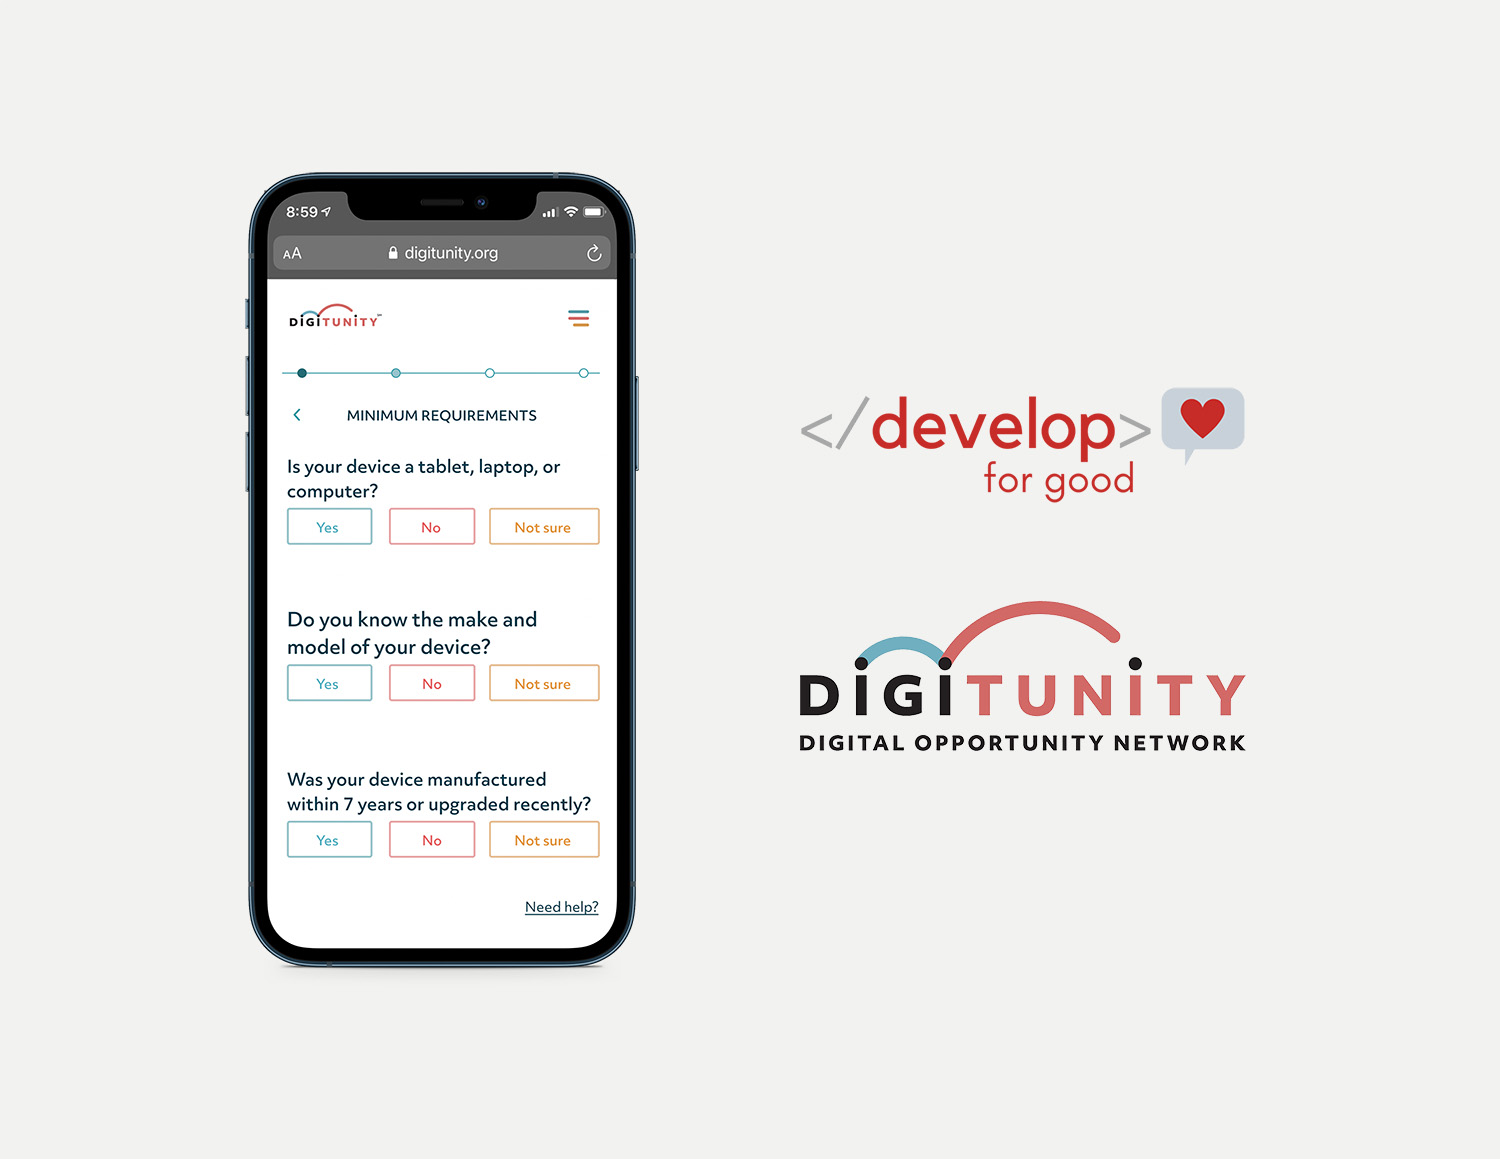 8:59
AA digitunity.org
DIGITUNITY
MINIMUM REQUIREMENTS
Is your device a tablet, laptop, or
computer?
Yes No Not sure
Do you know the make and
model of your device?
Yes No Not sure
Was your device manufactured
within 7 years or upgraded recently?
Yes No Not sure
Need help?
</develop>
for good
DIGITUNITY
DIGITAL OPPORTUNITY NETWORK